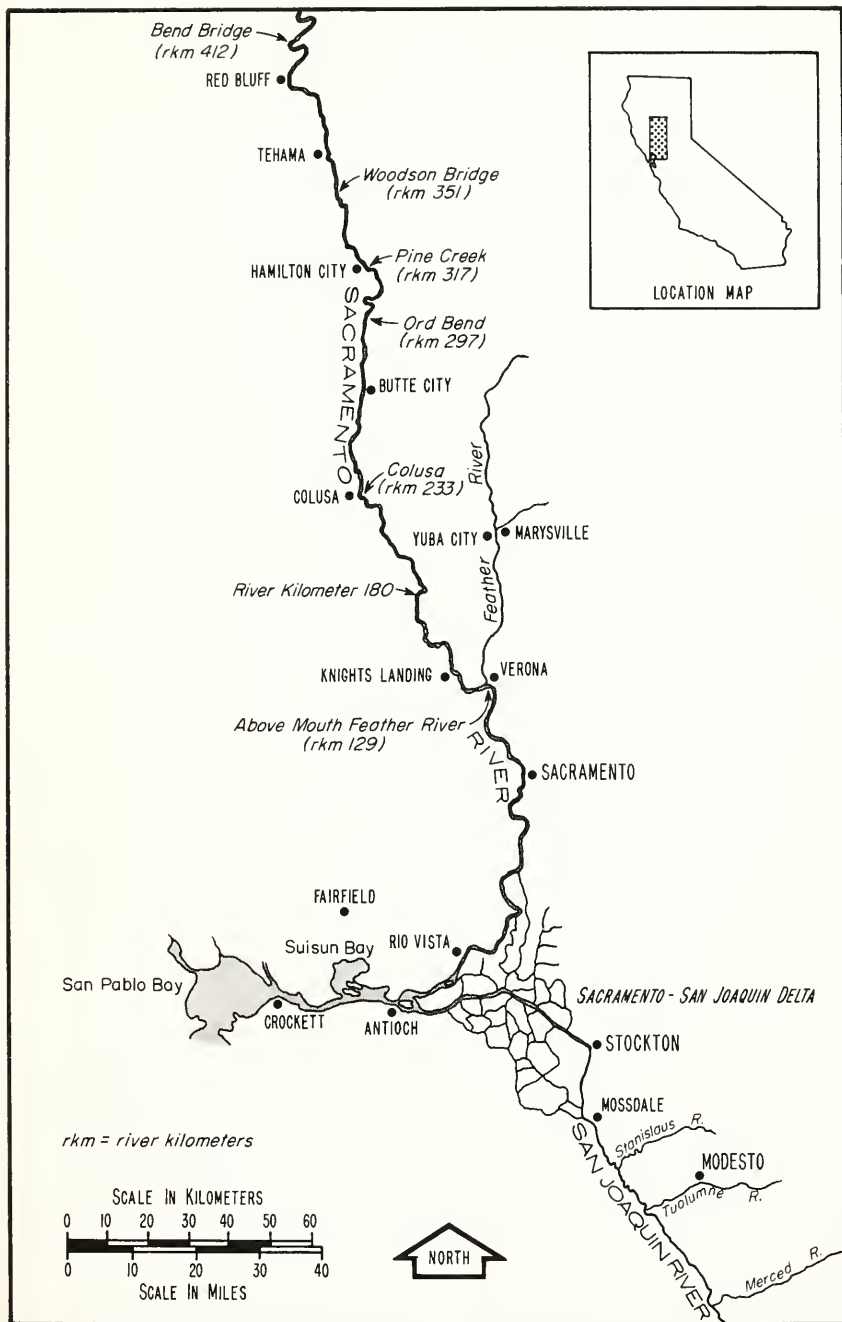 Bend Bridge
(rkm 412)
RED BLUFF
TEHAMA
Woodson Bridge
(rkm 351)
Pine Creek
(rkm 317)
HAMILTON CITY
SACRAMENTO
Ord Bend
(rkm 297)
BUTTE CITY
Colusa
(rkm 233)
COLUSA
LOCATION MAP
River
Feather
YUBA CITY
MARYSVILLE
River Kilometer 180
KNIGHTS LANDING
VERONA
Above Mouth Feather River
(rkm 129)
RIVER
SACRAMENTO
FAIRFIELD
RIO VISTA
Suisun Bay
San Pablo Bay
CROCKETT
ANTIOCH
SACRAMENTO - SAN JOAQUIN DELTA
STOCKTON
MOSSDALE
SAN JOAQUIN RIVER
Stanislaus R.
MODESTO
Tuolumne R.
Merced R.
rkm = river kilometers
SCALE IN KILOMETERS
0 10 20 30 40 50 60
0 10 20 30 40
SCALE IN MILES
NORTH